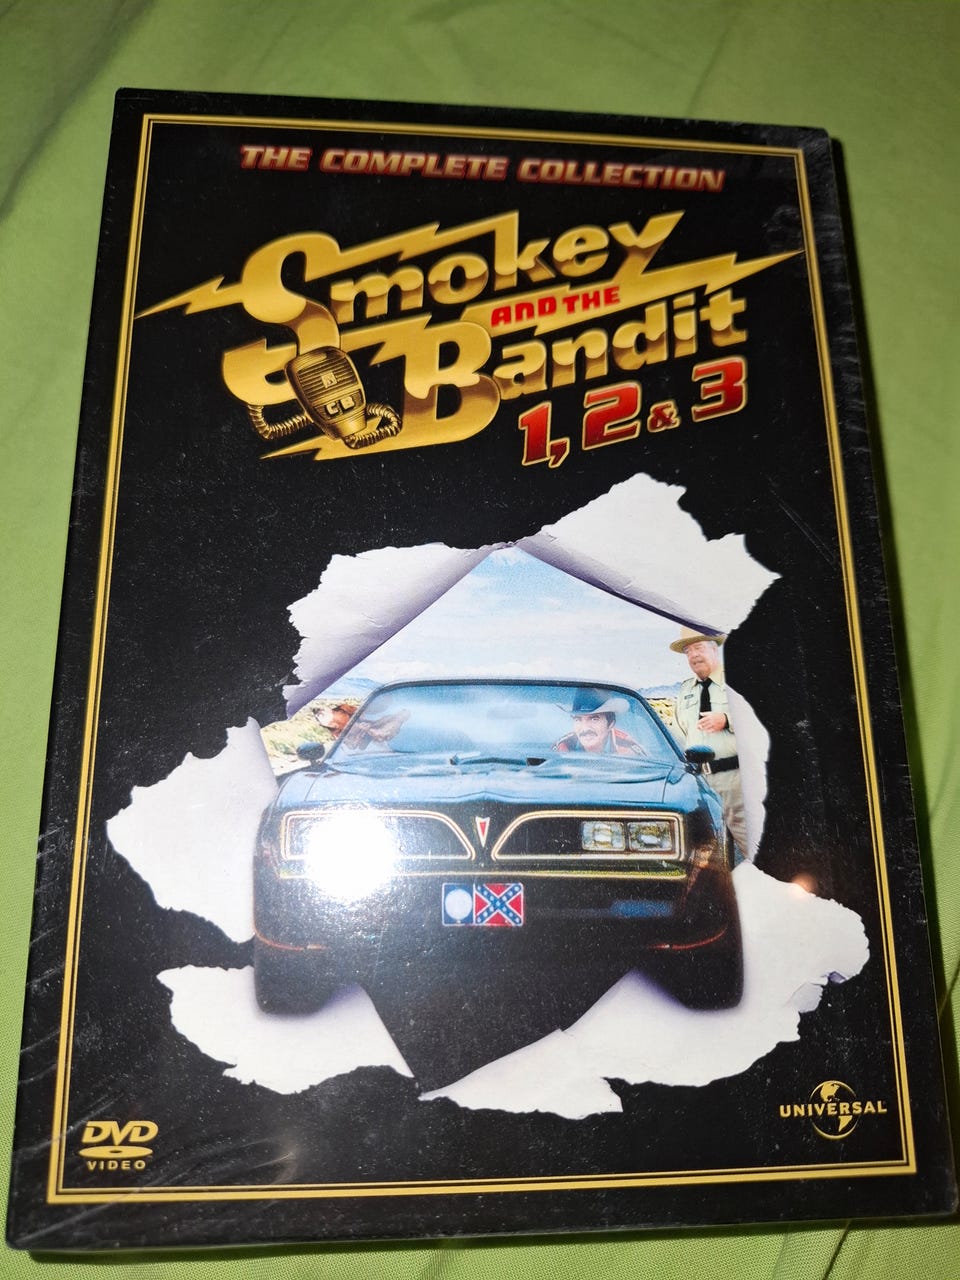 THE COMPLETE COLLECTION
Smokey
AND THE
Bandit
1, 2 & 3
CB
DVD
VIDEO
UNIVERSAL